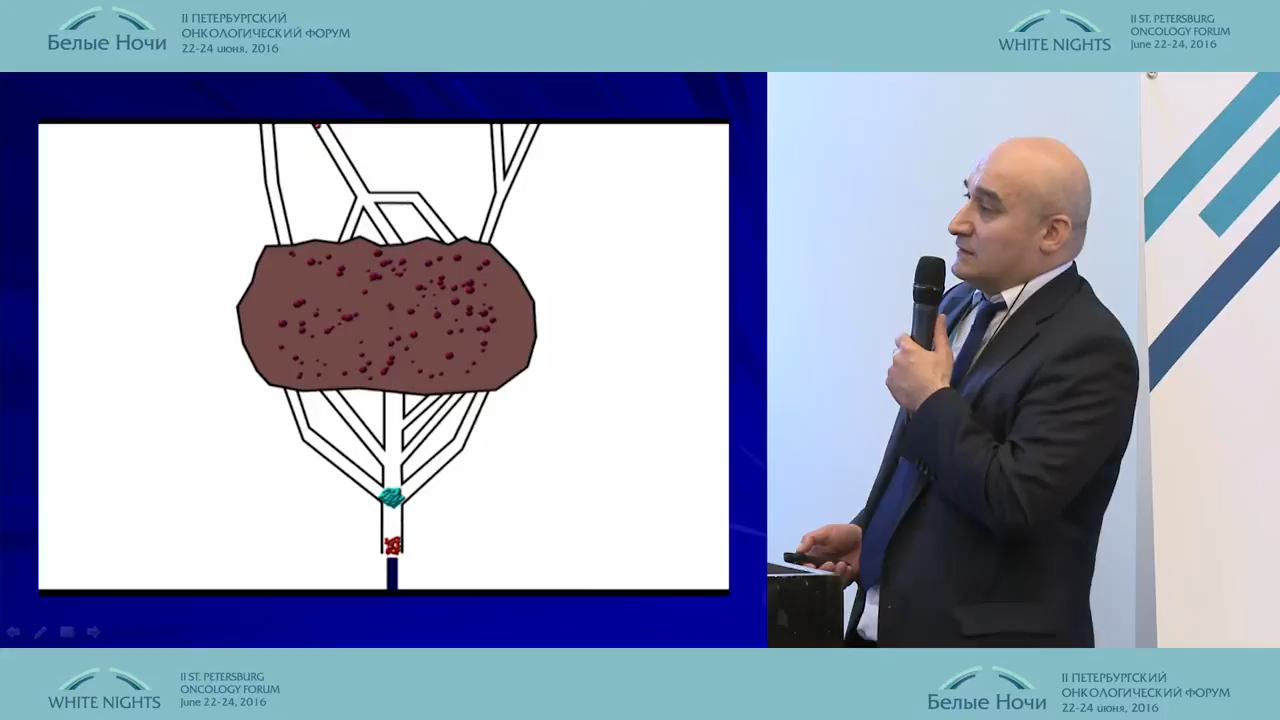 Белые Ночи
II ПЕТЕРБУРГСКИЙ
ОНКОЛОГИЧЕСКИЙ ФОРУМ
22-24 июня, 2016
WHITE NIGHTS
II ST. PETERSBURG
ONCOLOGY FORUM
June 22-24, 2016
WHITE NIGHTS
II ST. PETERSBURG
ONCOLOGY FORUM
June 22-24, 2016
Белые Ночи
II ПЕТЕРБУРГСКИЙ
ОНКОЛОГИЧЕСКИЙ ФОРУМ
22-24 июня, 2016